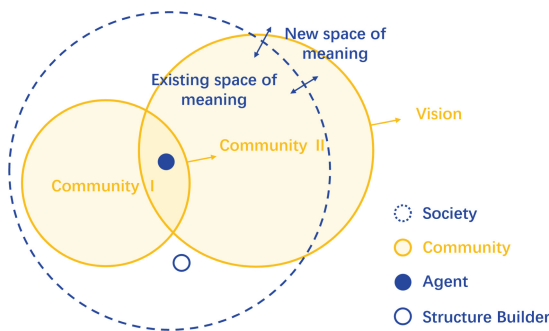 New space of
meaning
Existing space of
meaning
Vision
Community II
Community I
Society
Community
Agent
Structure Builder